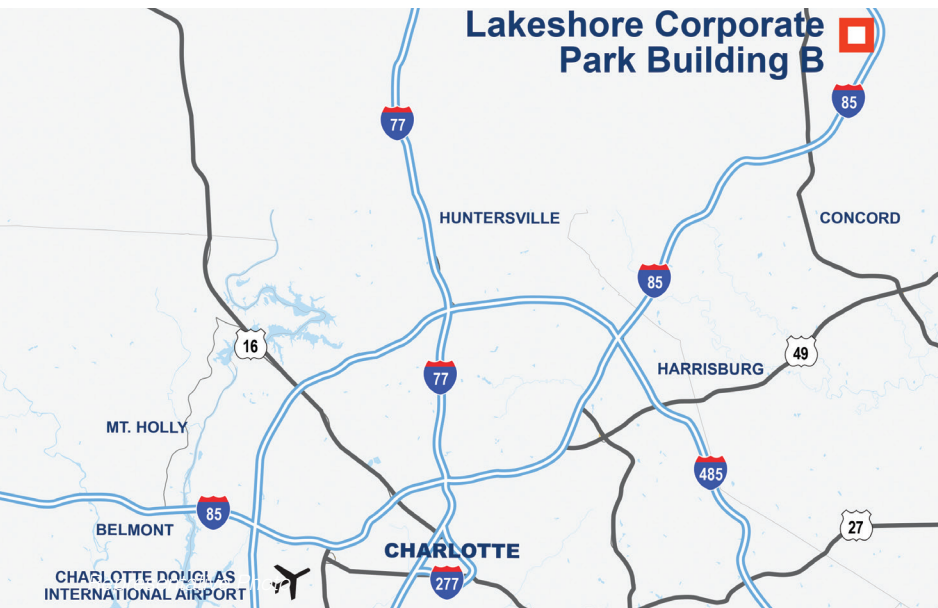 Lakeshore Corporate
Park Building B
85
77
HUNTERSVILLE
CONCORD
85
16
49
77
HARRISBURG
MT. HOLLY
485
85
BELMONT
27
CHARLOTTE
CHARLOTTE DOUGLAS
INTERNATIONAL AIRPORT
277